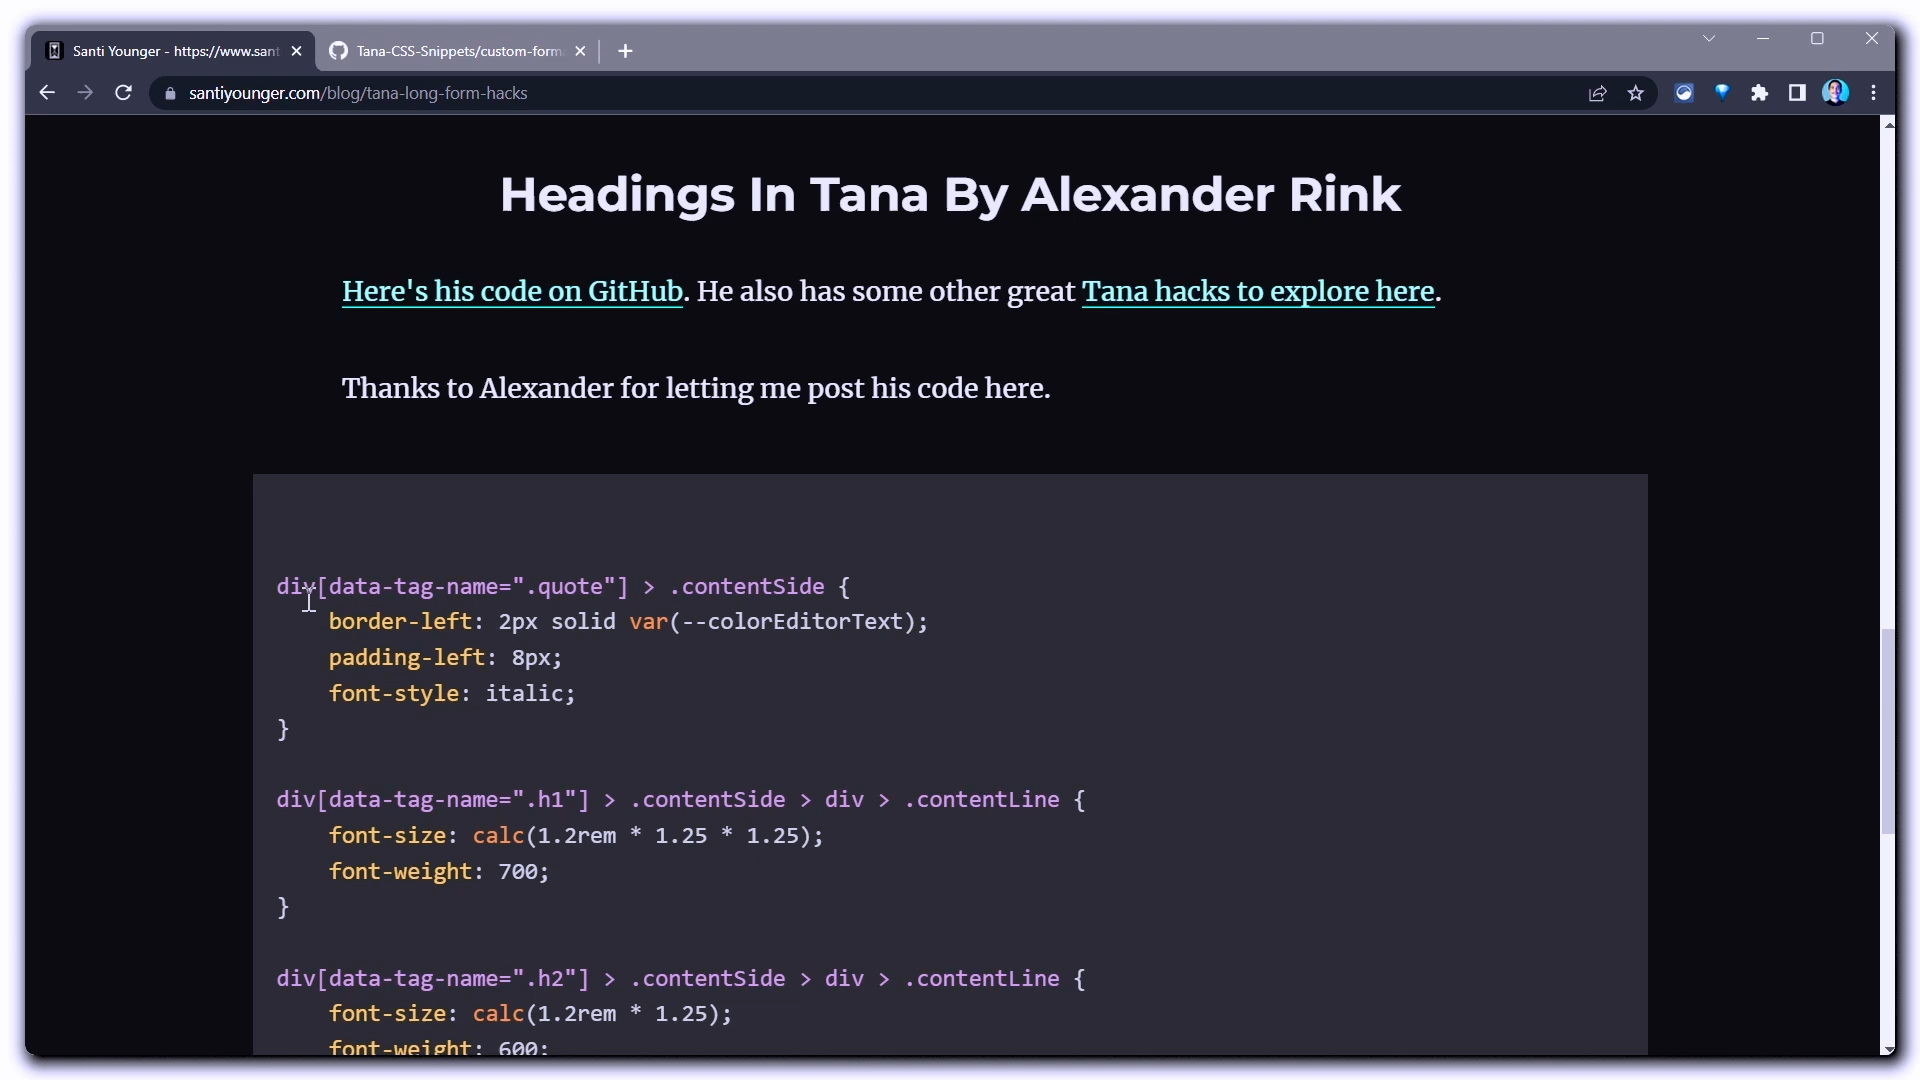 Santi Younger - https://www.sant
Tana-CSS-Snippets/custom-form
santiyounger.com/blog/tana-long-form-hacks
Headings In Tana By Alexander Rink
Here's his code on GitHub. He also has some other great Tana hacks to explore here.
Thanks to Alexander for letting me post his code here.
div[data-tag-name=".quote"] > .contentSide {
    border-left: 2px solid var(--colorEditorText);
    padding-left: 8px;
    font-style: italic;
}
div[data-tag-name=".h1"] > .contentSide > div > .contentLine {
    font-size: calc(1.2rem * 1.25 * 1.25);
    font-weight: 700;
}
div[data-tag-name=".h2"] > .contentSide > div > .contentLine {
    font-size: calc(1.2rem * 1.25);
    font-weight: 600;